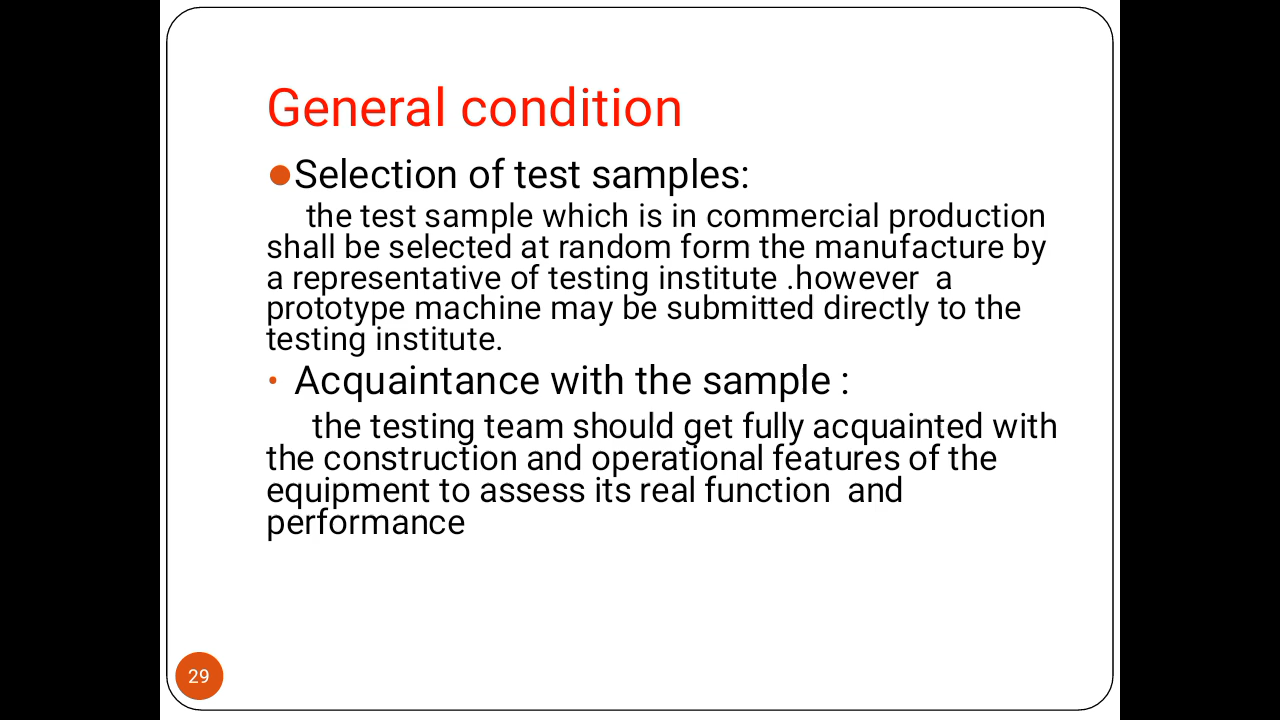 General condition
●Selection of test samples:
the test sample which is in commercial production
shall be selected at random form the manufacture by
a representative of testing institute .however  a
prototype machine may be submitted directly to the
testing institute.
• Acquaintance with the sample :
the testing team should get fully acquainted with
the construction and operational features of the
equipment to assess its real function  and
performance
29